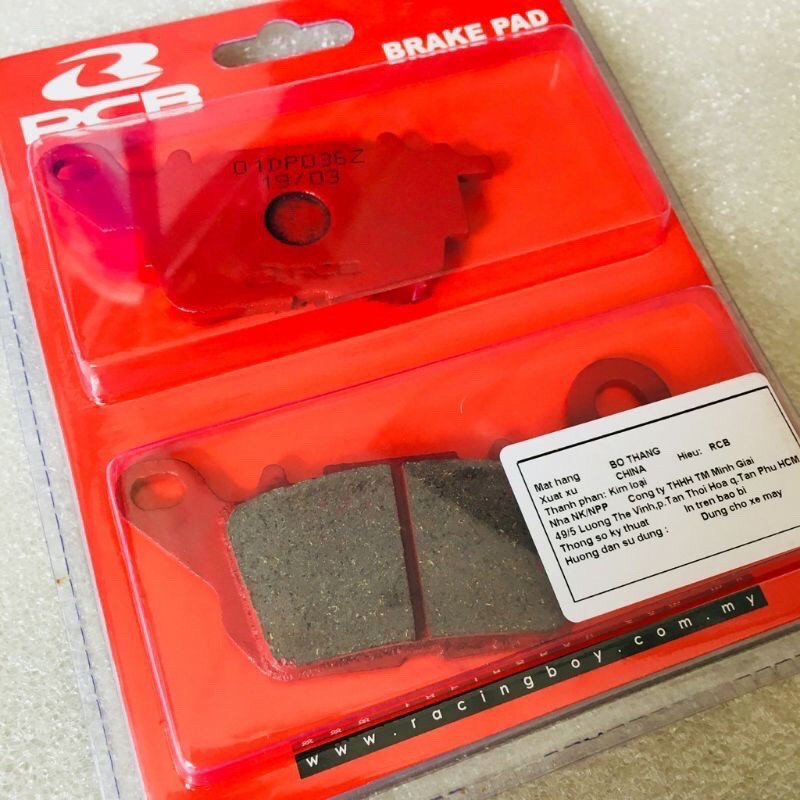 RCB
BRAKE PAD
01DP036Z
19/03
RCB
Mat hang BO THANG Hieu: RCB
Xuat xu CHINA
Thanh phan: Kim loại
Nha NK/NPP Cong ty THHH TM Minh Giai
49/5 Luong The Vinh,p.Tan Thoi Hoa q.Tan Phu HCM
Thong so ky thuat In tren bao bi
Huong dan su dung : Dung cho xe may
www.racingboy.com.my